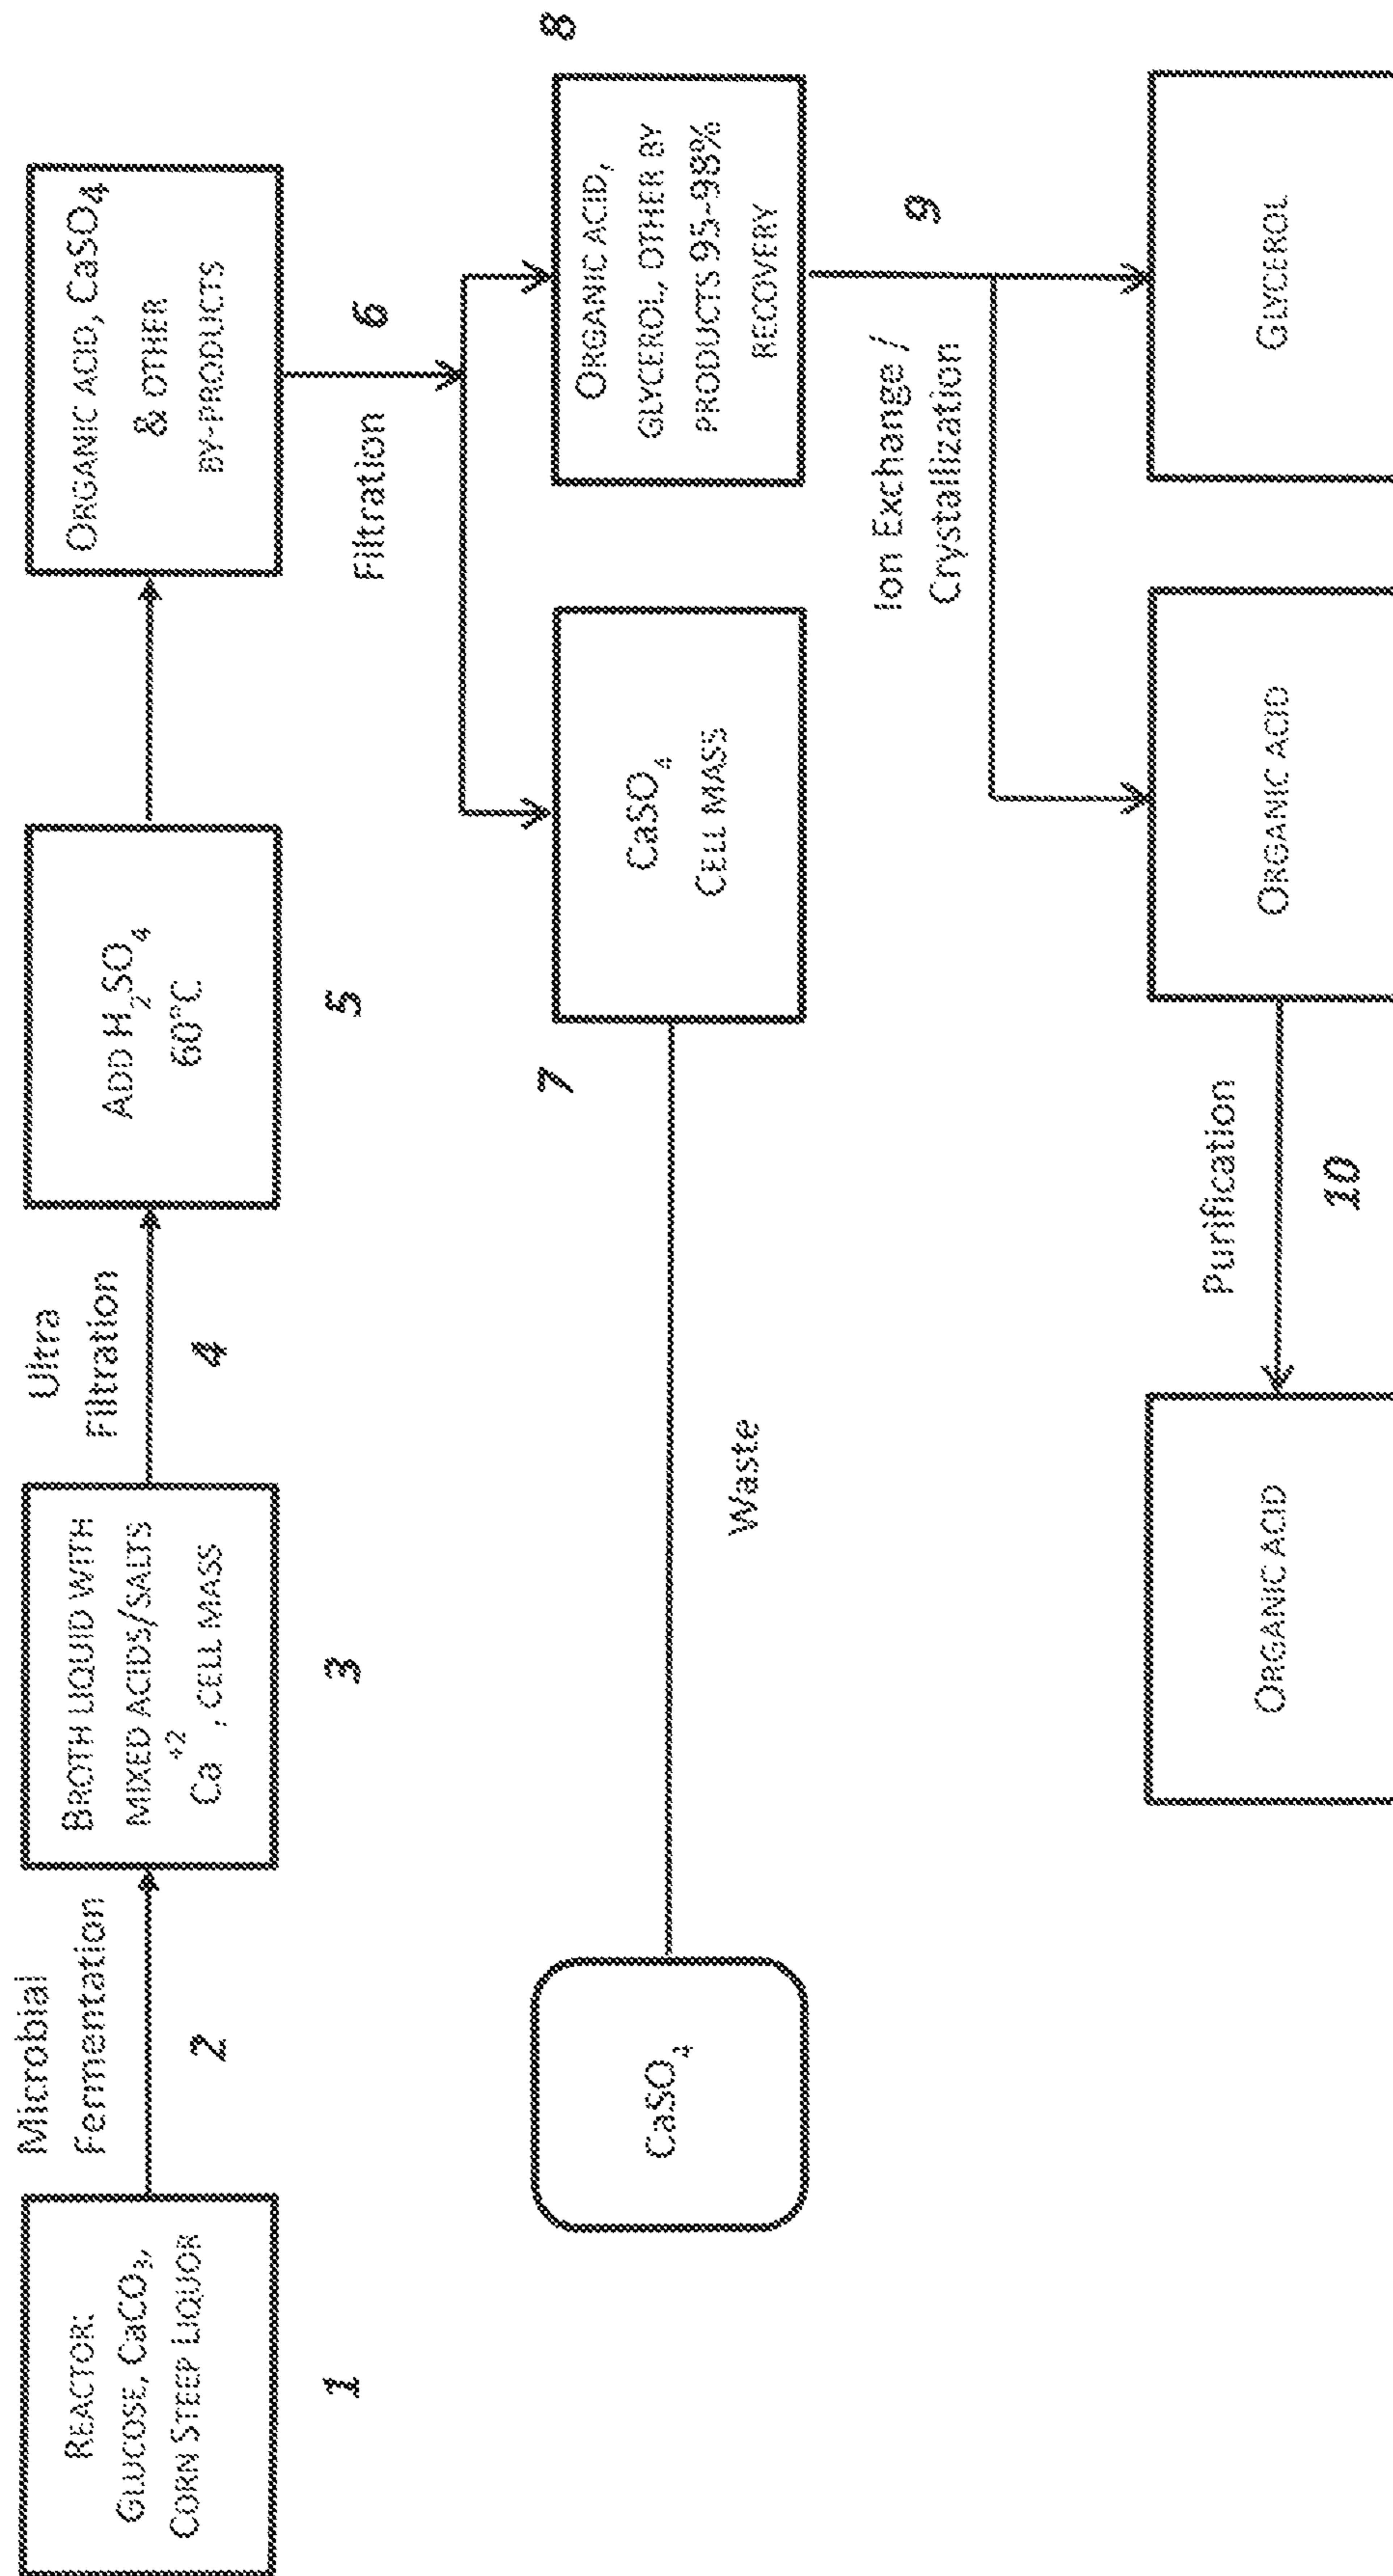 REACTOR:
GLUCOSE, CaCO3,
CORN STEEP LIQUOR
1
Microbial
Fermentation
2
BROTH LIQUID WITH
MIXED ACIDS/SALTS
Ca+2, CELL MASS
3
Ultra
Filtration
4
ADD H2SO4
60°C
5
ORGANIC ACID, CaSO4
& OTHER
BY-PRODUCTS
Filtration
6
CaSO4
Waste
7
CaSO4
CELL MASS
8
ORGANIC ACID,
GLYCEROL, OTHER BY
PRODUCTS 95-98%
RECOVERY
Ion Exchange /
Crystallization
9
ORGANIC ACID
Purification
10
ORGANIC ACID
GLYCEROL